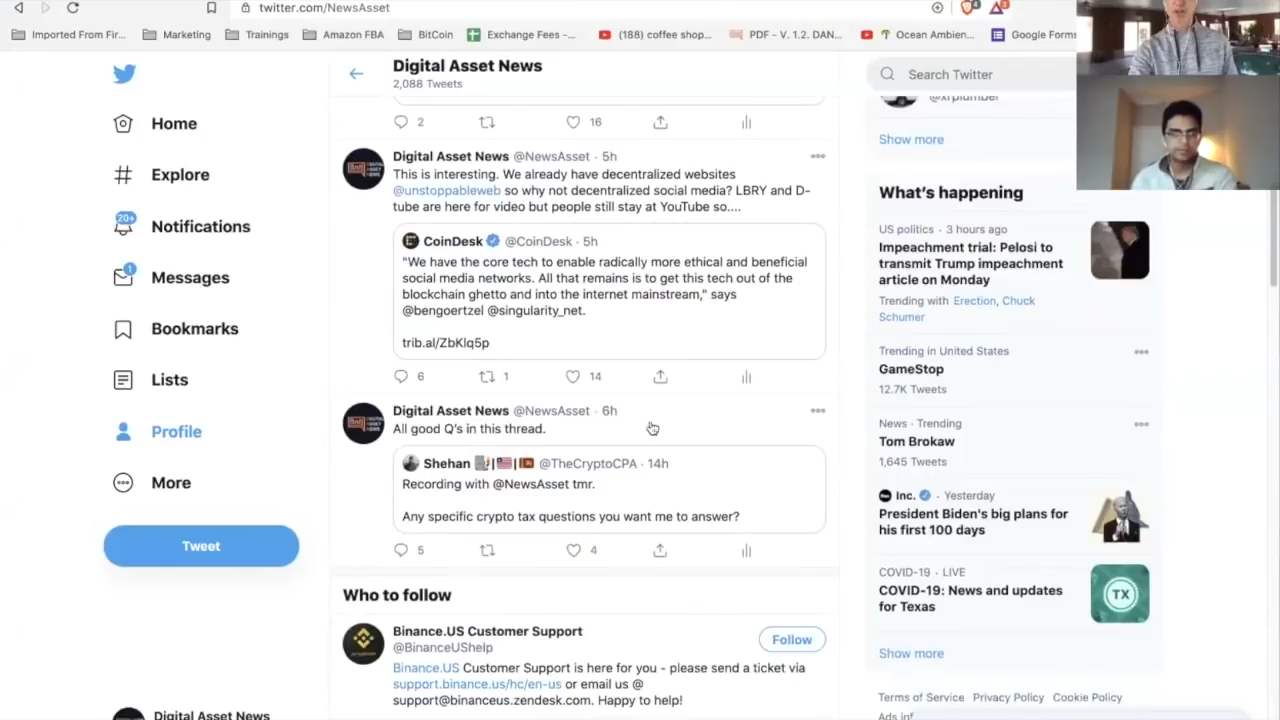 twitter.com/NewsAsset
Imported From Fir...
Marketing
Trainings
Amazon FBA
BitCoin
Exchange Fees -...
(188) coffee shop...
PDF - V. 1.2. DAN...
Ocean Ambien...
Google Forms
Digital Asset News
2,088 Tweets
Home
Explore
20+
Notifications
1
Messages
Bookmarks
Lists
Profile
More
Tweet
Digital Asset News
2
16
Digital Asset News @NewsAsset · 5h
This is interesting. We already have decentralized websites
@unstoppableweb so why not decentralized social media? LBRY and D-
tube are here for video but people still stay at YouTube so....
CoinDesk @CoinDesk · 5h
"We have the core tech to enable radically more ethical and beneficial
social media networks. All that remains is to get this tech out of the
blockchain ghetto and into the internet mainstream," says
@bengoertzel @singularity_net.
trib.al/ZbKlq5p
6
1
14
Digital Asset News @NewsAsset · 6h
All good Q's in this thread.
Shehan @TheCryptoCPA · 14h
Recording with @NewsAsset tmr.
Any specific crypto tax questions you want me to answer?
5
4
Who to follow
Binance.US Customer Support
@BinanceUShelp
Follow
Binance.US Customer Support is here for you - please send a ticket via
support.binance.us/hc/en-us or email us @
support@binanceus.zendesk.com. Happy to help!
Search Twitter
@xrplumber
Show more
What's happening
US politics · 3 hours ago
Impeachment trial: Pelosi to
transmit Trump impeachment
article on Monday
Trending with Erection, Chuck
Schumer
Trending in United States
GameStop
12.7K Tweets
News · Trending
Tom Brokaw
1,645 Tweets
Inc. · Yesterday
President Biden's big plans for
his first 100 days
COVID-19 · LIVE
COVID-19: News and updates
for Texas
TX
Show more
Terms of Service Privacy Policy Cookie Policy